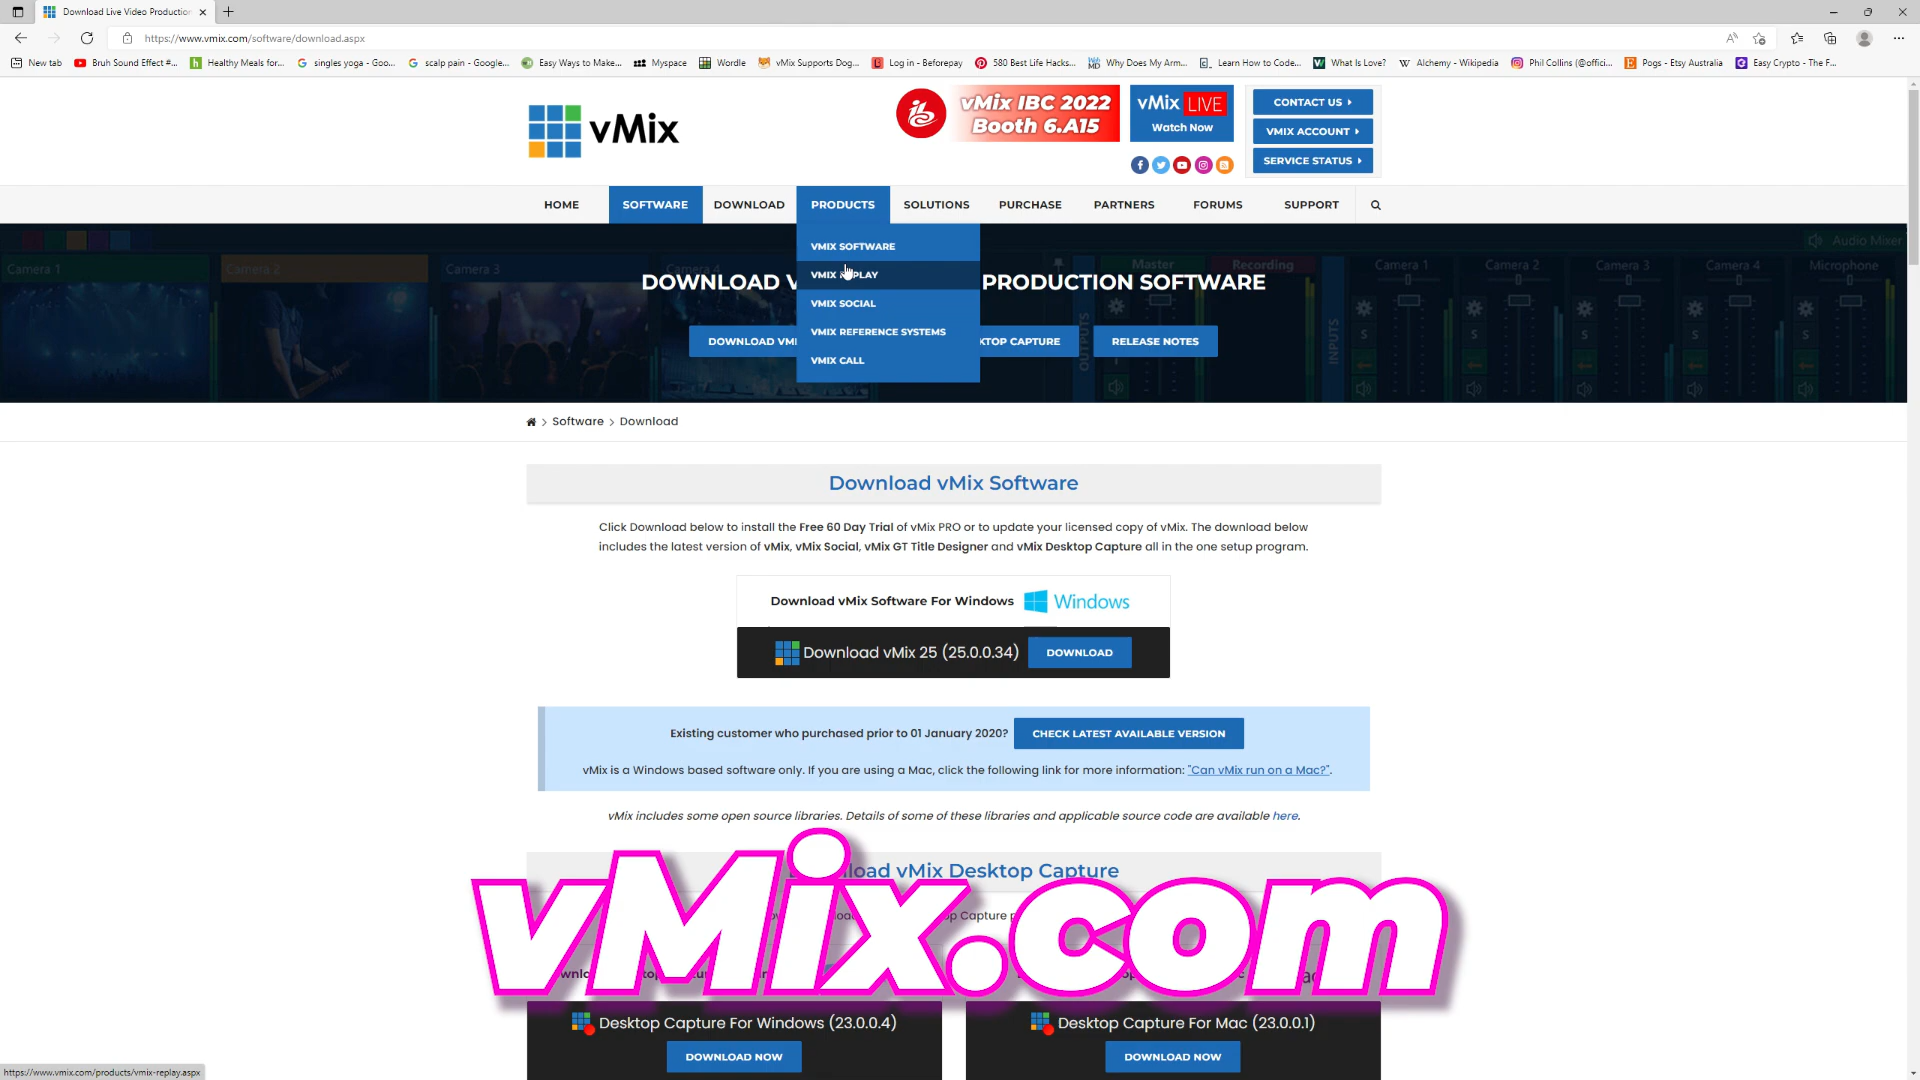 Download Live Video Production
https://www.vmix.com/software/download.aspx
New tab
Bruh Sound Effect #...
Healthy Meals for...
singles yoga - Goo...
scalp pain - Google...
Easy Ways to Make...
Myspace
Wordle
vMix Supports Dog...
Log in - Beforepay
580 Best Life Hacks...
Why Does My Arm...
Learn How to Code...
What Is Love?
Alchemy - Wikipedia
Phil Collins (@offici...
Pogs - Etsy Australia
Easy Crypto - The F...
vMix
vMix IBC 2022
Booth 6.A15
vMix LIVE
Watch Now
CONTACT US
VMIX ACCOUNT
SERVICE STATUS
HOME
SOFTWARE
DOWNLOAD
PRODUCTS
SOLUTIONS
PURCHASE
PARTNERS
FORUMS
SUPPORT
VMIX SOFTWARE
VMIX REPLAY
VMIX SOCIAL
VMIX REFERENCE SYSTEMS
VMIX CALL
Camera 1
Camera 2
Camera 3
Camera 4
Master
Recording
Audio Mixer
Camera 1
Camera 2
Camera 3
Camera 4
Microphone
OUTPUTS
INPUTS
S
S
S
S
S
DOWNLOAD V PRODUCTION SOFTWARE
DOWNLOAD VMI
KTOP CAPTURE
RELEASE NOTES
Software > Download
Download vMix Software
Click Download below to install the Free 60 Day Trial of vMix PRO or to update your licensed copy of vMix. The download below
includes the latest version of vMix, vMix Social, vMix GT Title Designer and vMix Desktop Capture all in the one setup program.
Download vMix Software For Windows Windows
Download vMix 25 (25.0.0.34) DOWNLOAD
Existing customer who purchased prior to 01 January 2020? CHECK LATEST AVAILABLE VERSION
vMix is a Windows based software only. If you are using a Mac, click the following link for more information: "Can vMix run on a Mac?".
vMix includes some open source libraries. Details of some of these libraries and applicable source code are available here.
load vMix Desktop Capture
vMix.com
Desktop Capture For Windows (23.0.0.4)
DOWNLOAD NOW
Desktop Capture For Mac (23.0.0.1)
DOWNLOAD NOW
https://www.vmix.com/products/vmix-replay.aspx